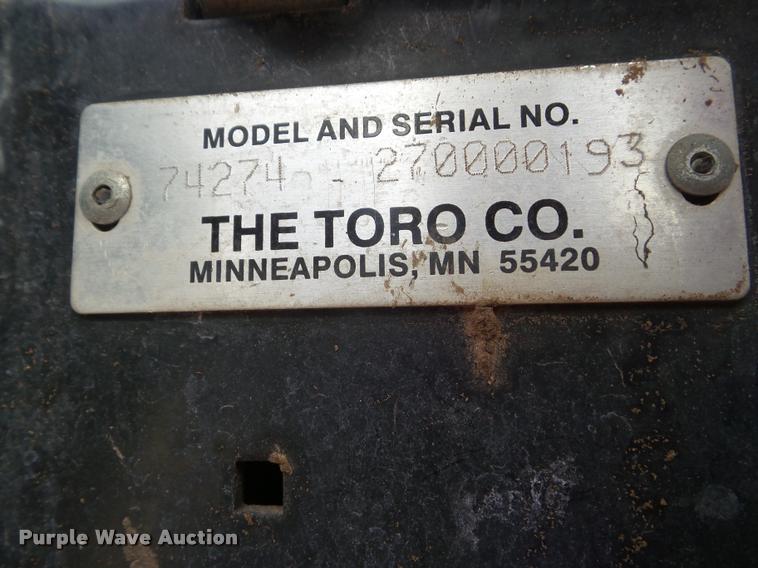 MODEL AND SERIAL NO.
74274 - 270000193
THE TORO CO.
MINNEAPOLIS, MN 55420
Purple Wave Auction